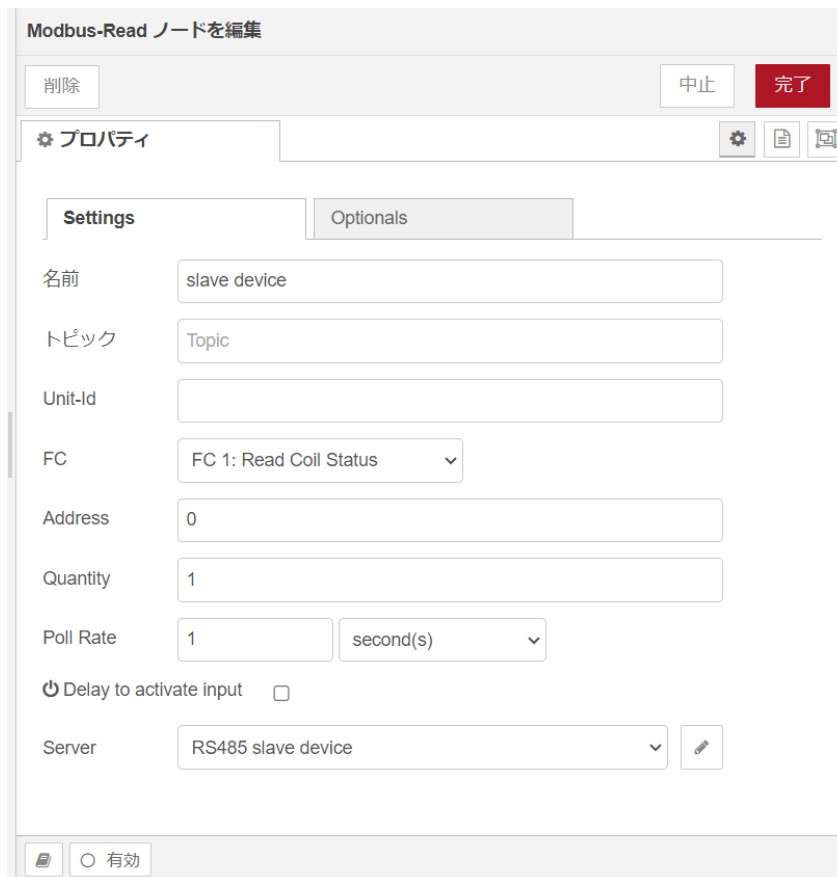 Modbus-Read ノードを編集
削除 中止 完了
プロパティ
Settings Optionals
名前 slave device
トピック Topic
Unit-Id
FC FC 1: Read Coil Status
Address 0
Quantity 1
Poll Rate 1 second(s)
Delay to activate input
Server RS485 slave device
有効